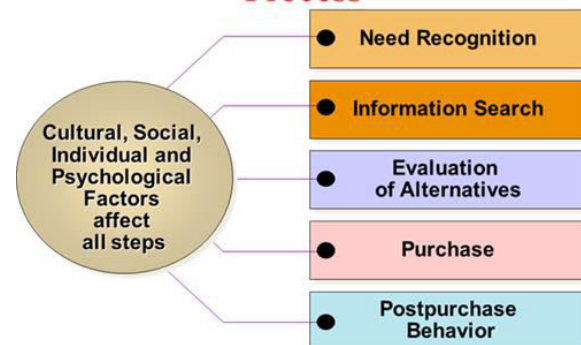 Process
Cultural, Social,
Individual and
Psychological
Factors
affect
all steps
Need Recognition
Information Search
Evaluation
of Alternatives
Purchase
Postpurchase
Behavior